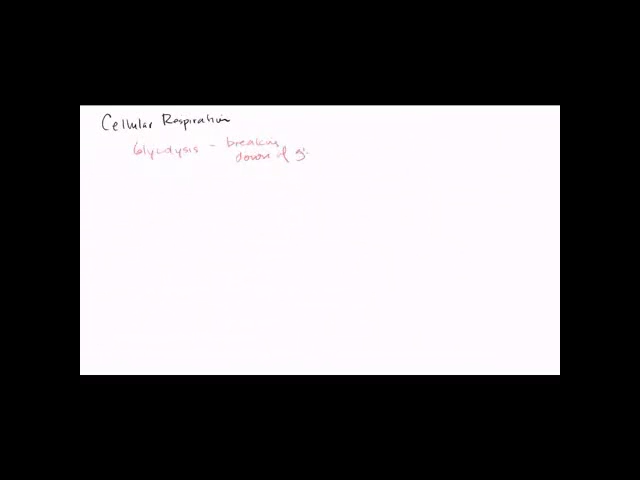 Cellular Respiration
Glycolysis - breaking
down of g